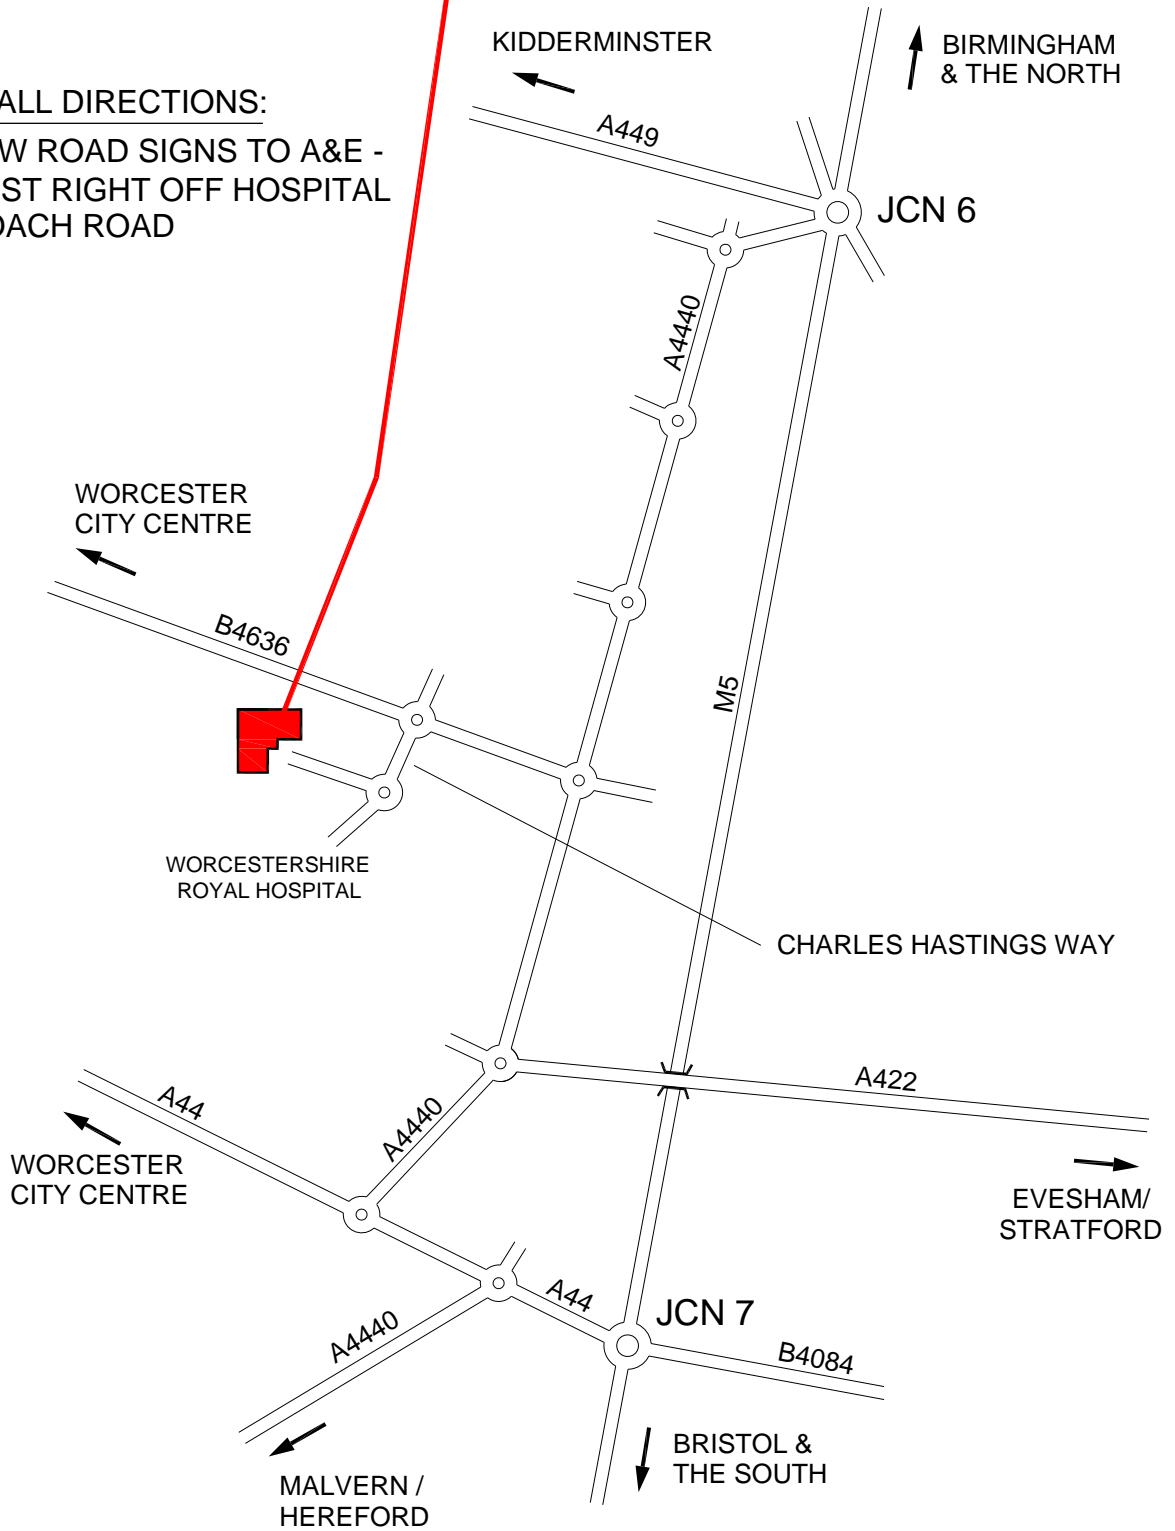 KIDDERMINSTER
BIRMINGHAM
& THE NORTH
ALL DIRECTIONS:
A449
W ROAD SIGNS TO A&E -
ST RIGHT OFF HOSPITAL
OACH ROAD
JCN 6
A4440
WORCESTER
CITY CENTRE
B4636
M5
WORCESTERSHIRE
ROYAL HOSPITAL
CHARLES HASTINGS WAY
A422
A44
A4440
WORCESTER
CITY CENTRE
EVESHAM/
STRATFORD
A44
JCN 7
A4440
B4084
BRISTOL &
THE SOUTH
MALVERN /
HEREFORD